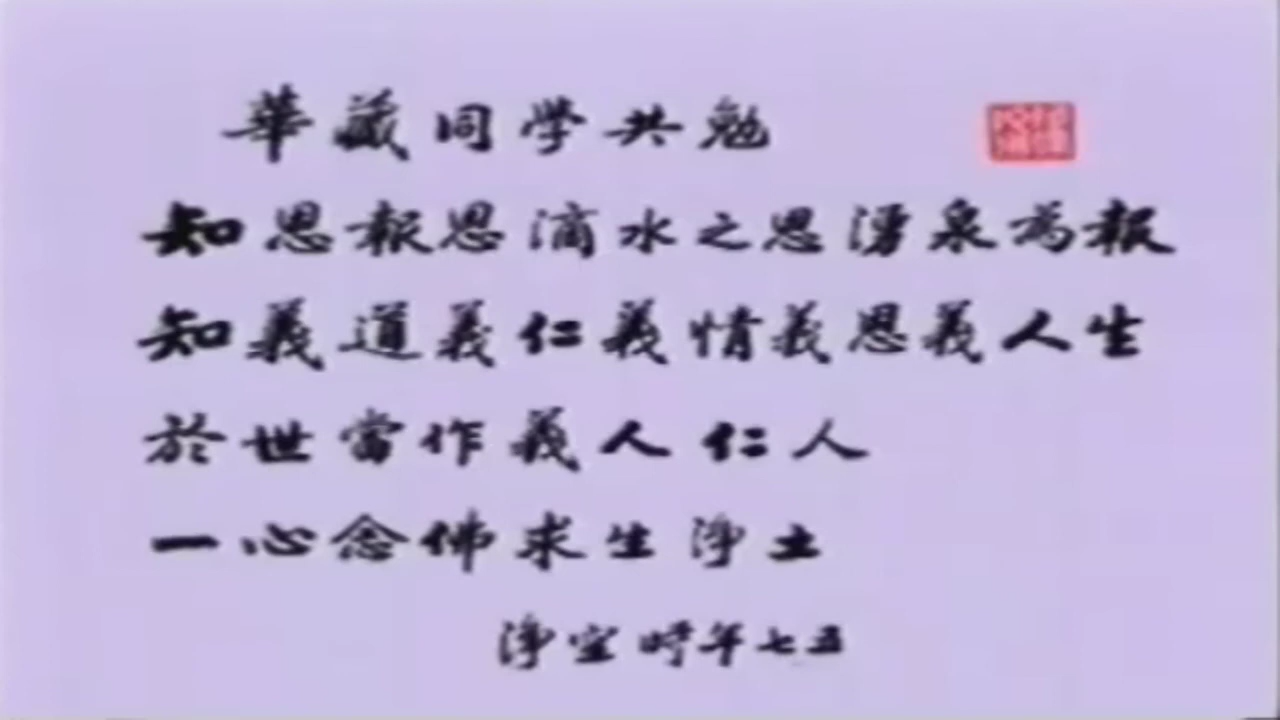 華藏同学共勉
知恩報恩滴水之恩湧泉為報
知義道義仁義情義恩義人生
於世當作義人仁人
一心念佛求生淨土
淨空時年七五